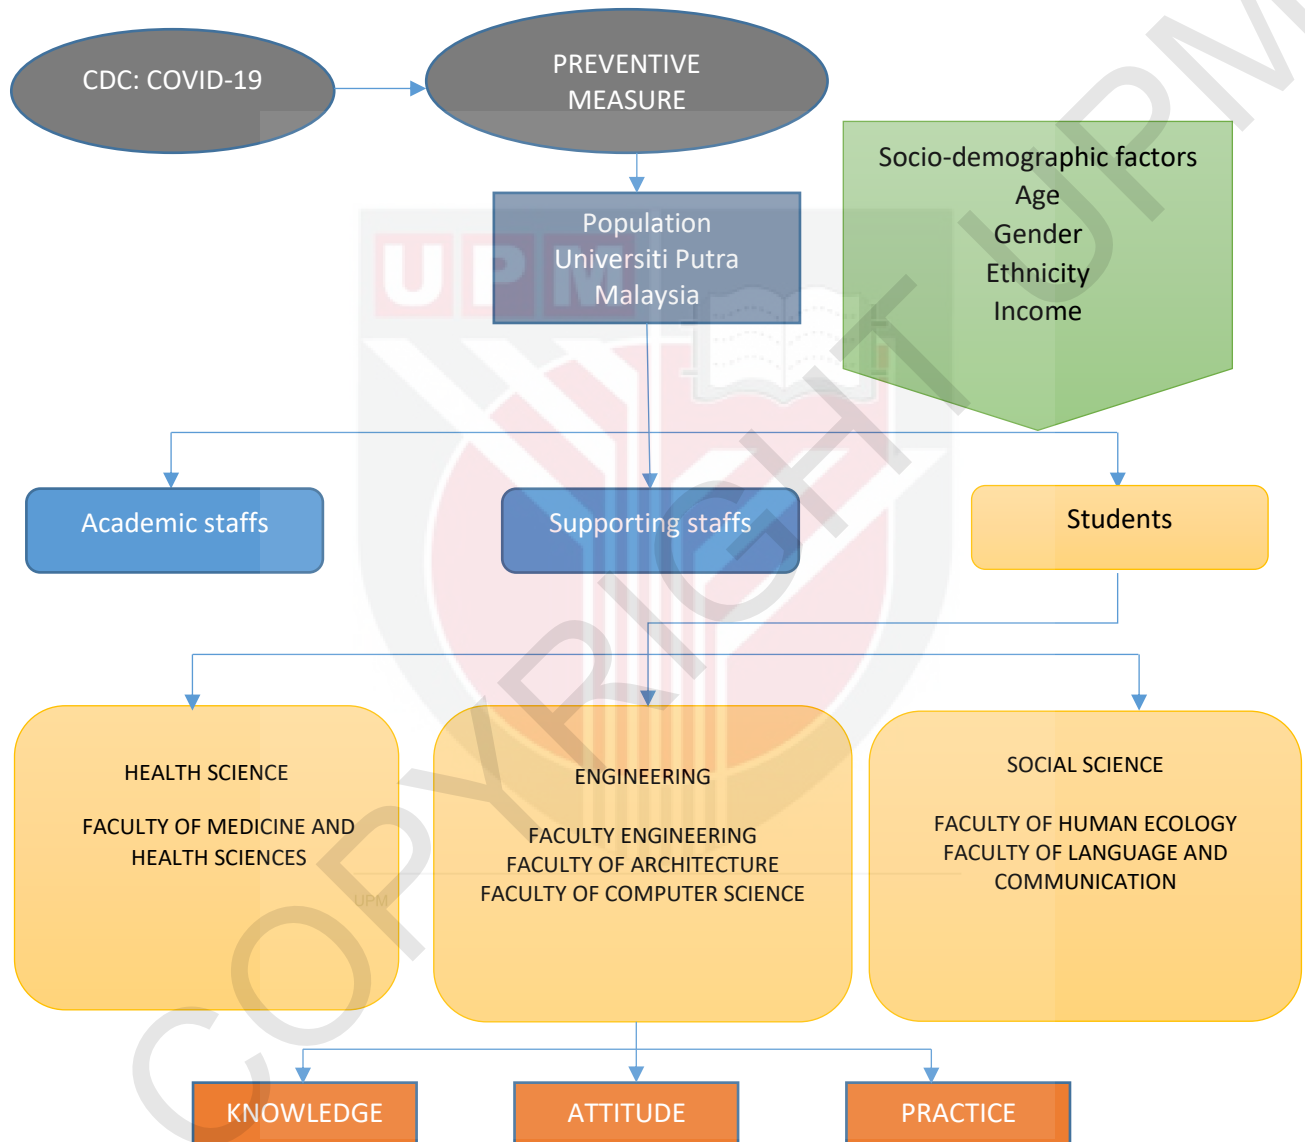 CDC: COVID-19
PREVENTIVE
MEASURE
Socio-demographic factors
Age
Gender
Ethnicity
Income
Population
Universiti Putra
Malaysia
UPM
Academic staffs
Supporting staffs
Students
HEALTH SCIENCE
FACULTY OF MEDICINE AND
HEALTH SCIENCES
ENGINEERING
FACULTY ENGINEERING
FACULTY OF ARCHITECTURE
FACULTY OF COMPUTER SCIENCE
SOCIAL SCIENCE
FACULTY OF HUMAN ECOLOGY
FACULTY OF LANGUAGE AND
COMMUNICATION
UPM
KNOWLEDGE
ATTITUDE
PRACTICE
COPYRIGHT UPM